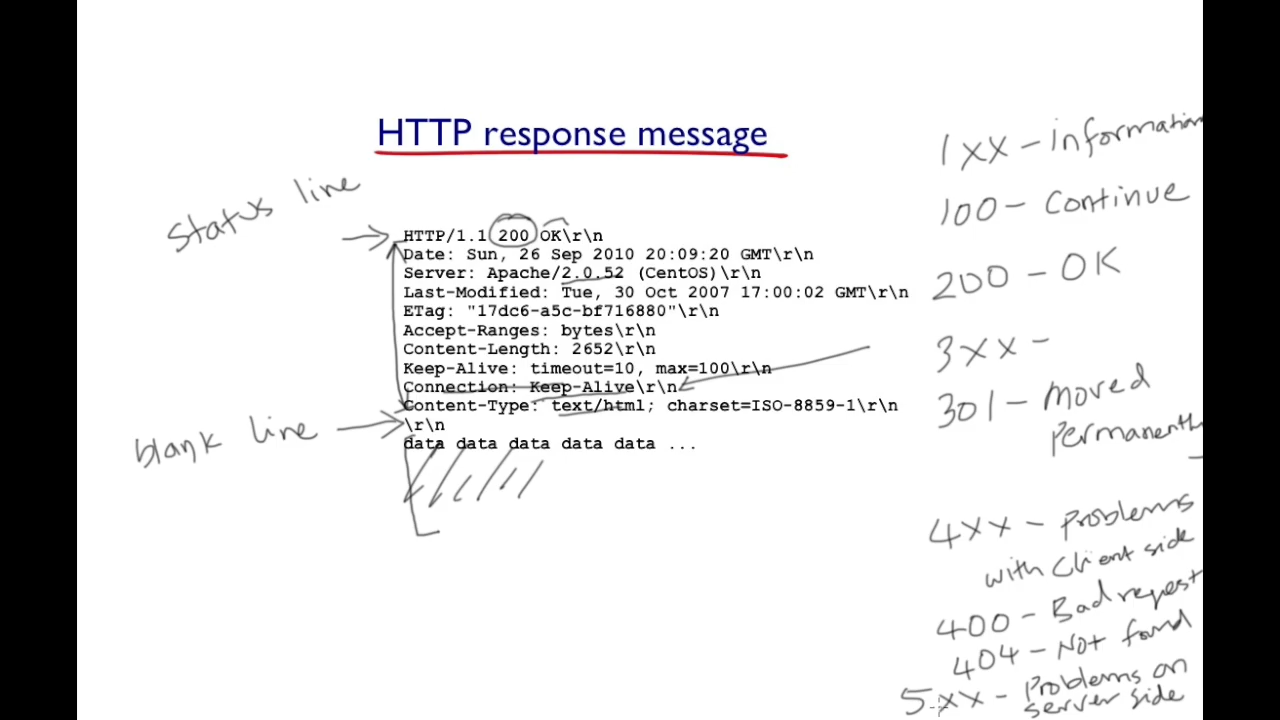 HTTP response message
status line
HTTP/1.1 200 OK\r\n
Date: Sun, 26 Sep 2010 20:09:20 GMT\r\n
Server: Apache/2.0.52 (CentOS)\r\n
Last-Modified: Tue, 30 Oct 2007 17:00:02 GMT\r\n
ETag: "17dc6-a5c-bf716880"\r\n
Accept-Ranges: bytes\r\n
Content-Length: 2652\r\n
Keep-Alive: timeout=10, max=100\r\n
Connection: Keep-Alive\r\n
Content-Type: text/html; charset=ISO-8859-1\r\n
blank line
\r\n
data data data data data ...
1xx - information
100 - Continue
200 - OK
3xx -
301 - Moved
permanently
4xx - problems
with Client side
400 - Bad request
404 - Not found
5xx - Problems on
server side